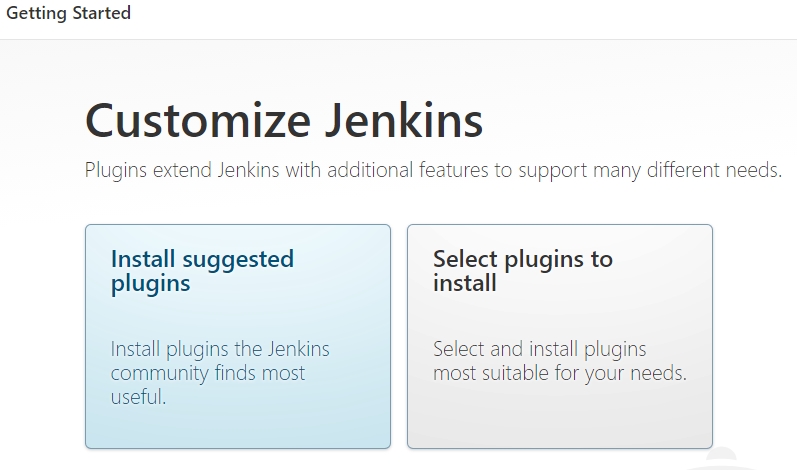 Getting Started
Customize Jenkins
Plugins extend Jenkins with additional features to support many different needs.
Install suggested
plugins
Install plugins the Jenkins
community finds most
useful.
Select plugins to
install
Select and install plugins
most suitable for your needs.